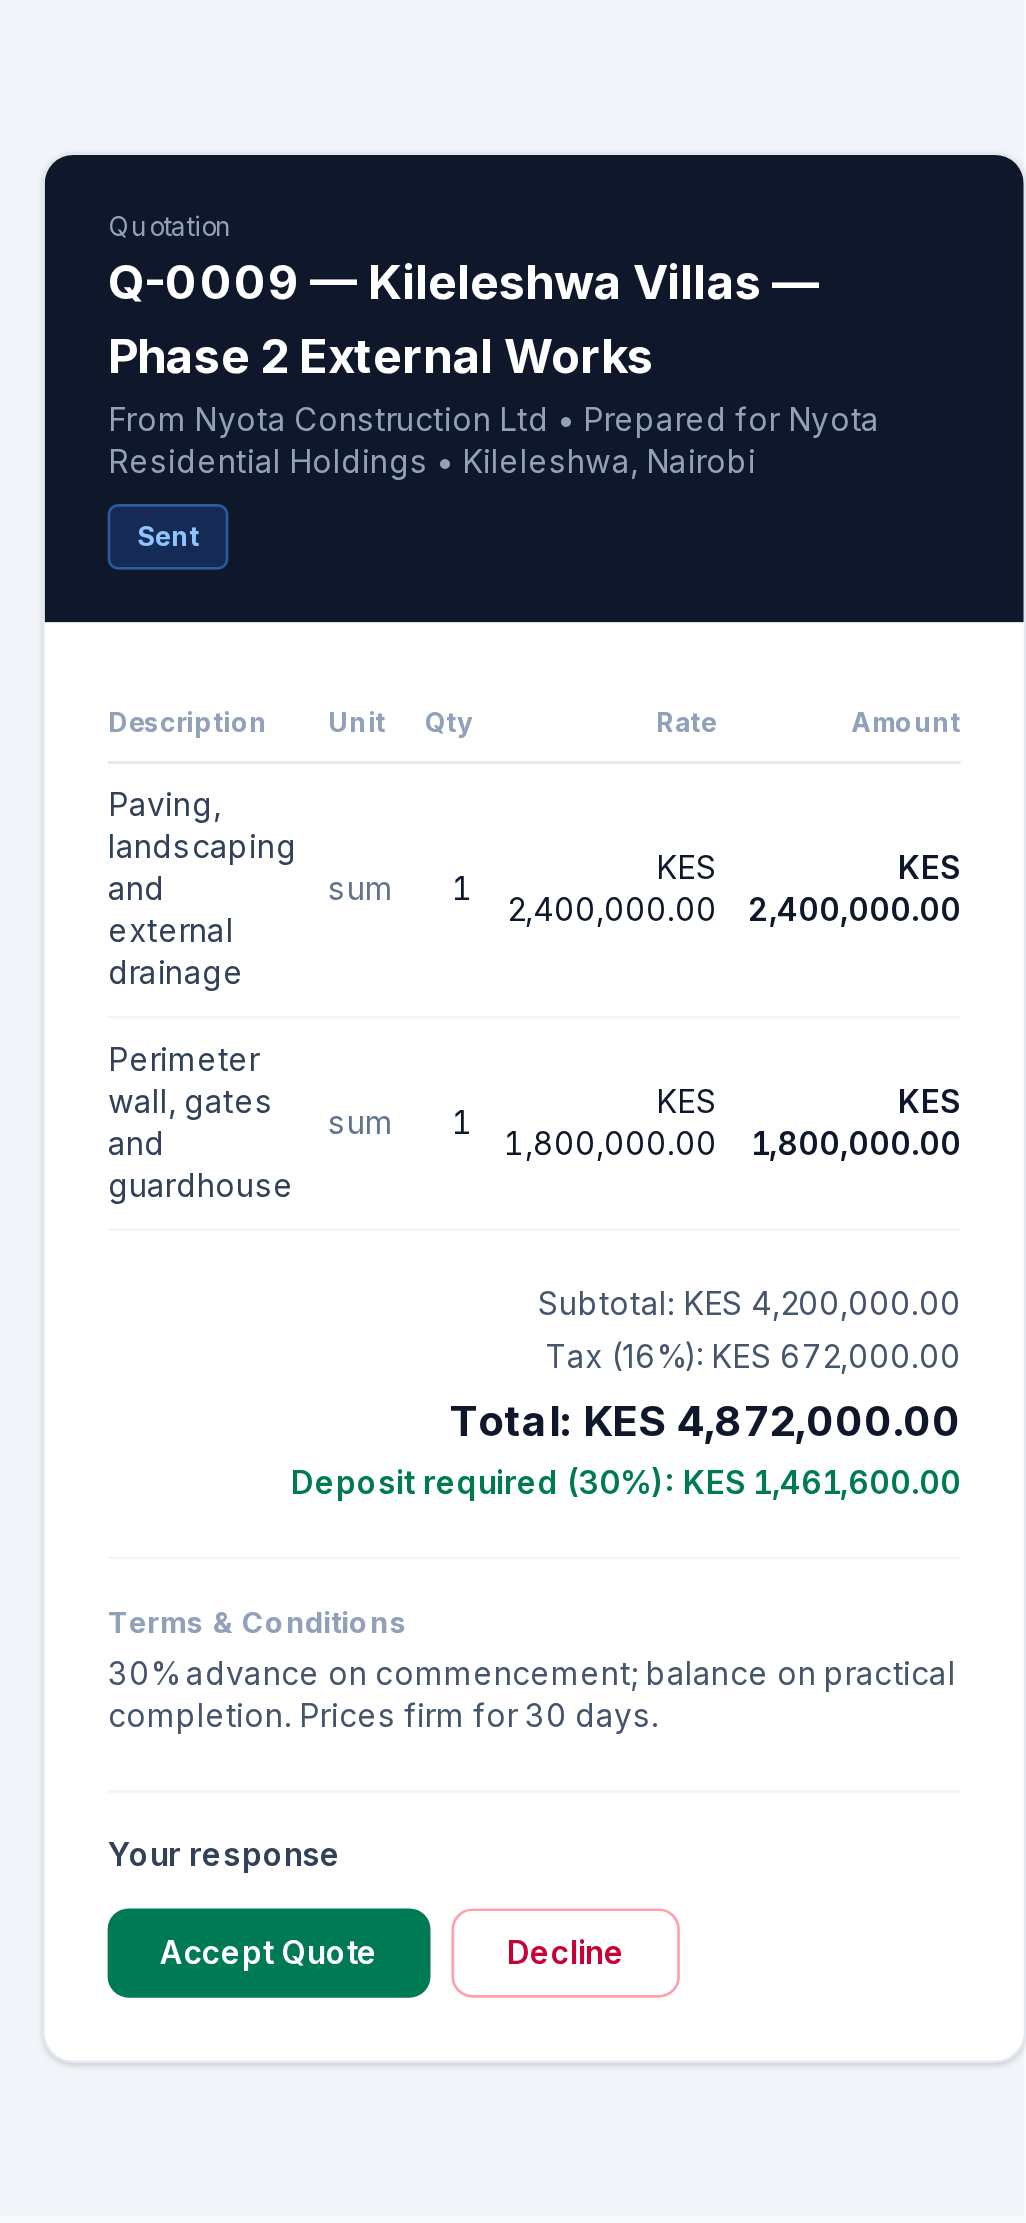 Quotation
Q-0009 — Kileleshwa Villas —
Phase 2 External Works
From Nyota Construction Ltd • Prepared for Nyota
Residential Holdings • Kileleshwa, Nairobi
Sent
Description Unit Qty Rate Amount
Paving,
landscaping
and
external
drainage
sum
1
KES
2,400,000.00
KES
2,400,000.00
Perimeter
wall, gates
and
guardhouse
sum
1
KES
1,800,000.00
KES
1,800,000.00
Subtotal: KES 4,200,000.00
Tax (16%): KES 672,000.00
Total: KES 4,872,000.00
Deposit required (30%): KES 1,461,600.00
Terms & Conditions
30% advance on commencement; balance on practical
completion. Prices firm for 30 days.
Your response
Accept Quote
Decline